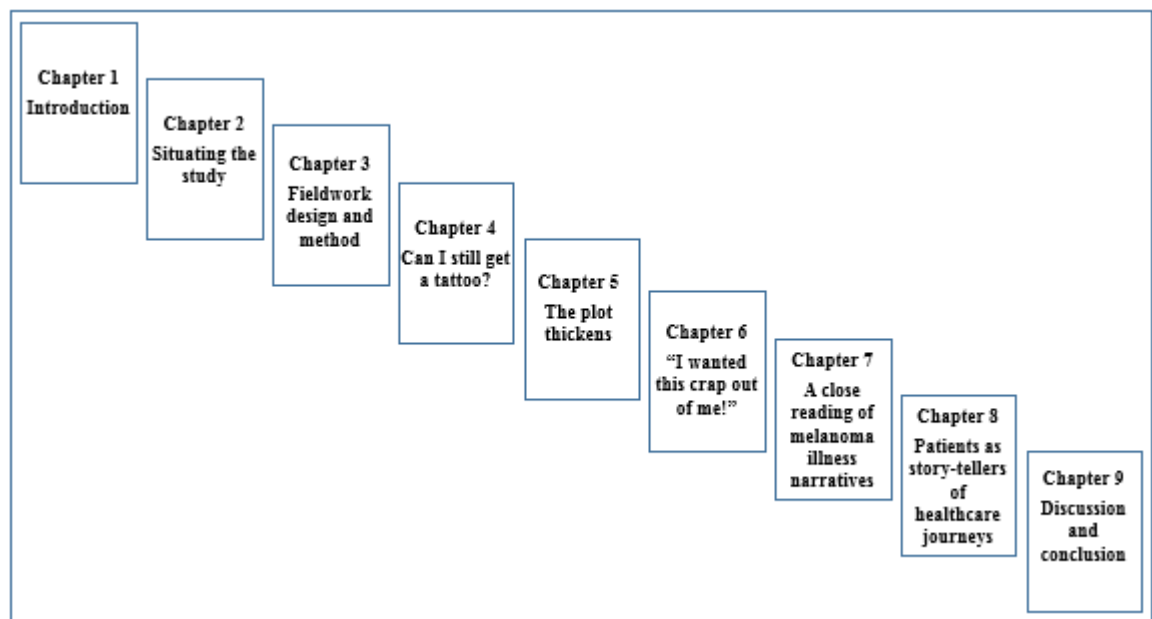 Chapter 1
Introduction
Chapter 2
Situating the
study
Chapter 3
Fieldwork
design and
method
Chapter 4
Can I still get
a tattoo?
Chapter 5
The plot
thickens
Chapter 6
“I wanted
this crap out
of me!”
Chapter 7
A close
reading of
melanoma
illness
narratives
Chapter 8
Patients as
story-tellers
of
healthcare
journeys
Chapter 9
Discussion
and
conclusion